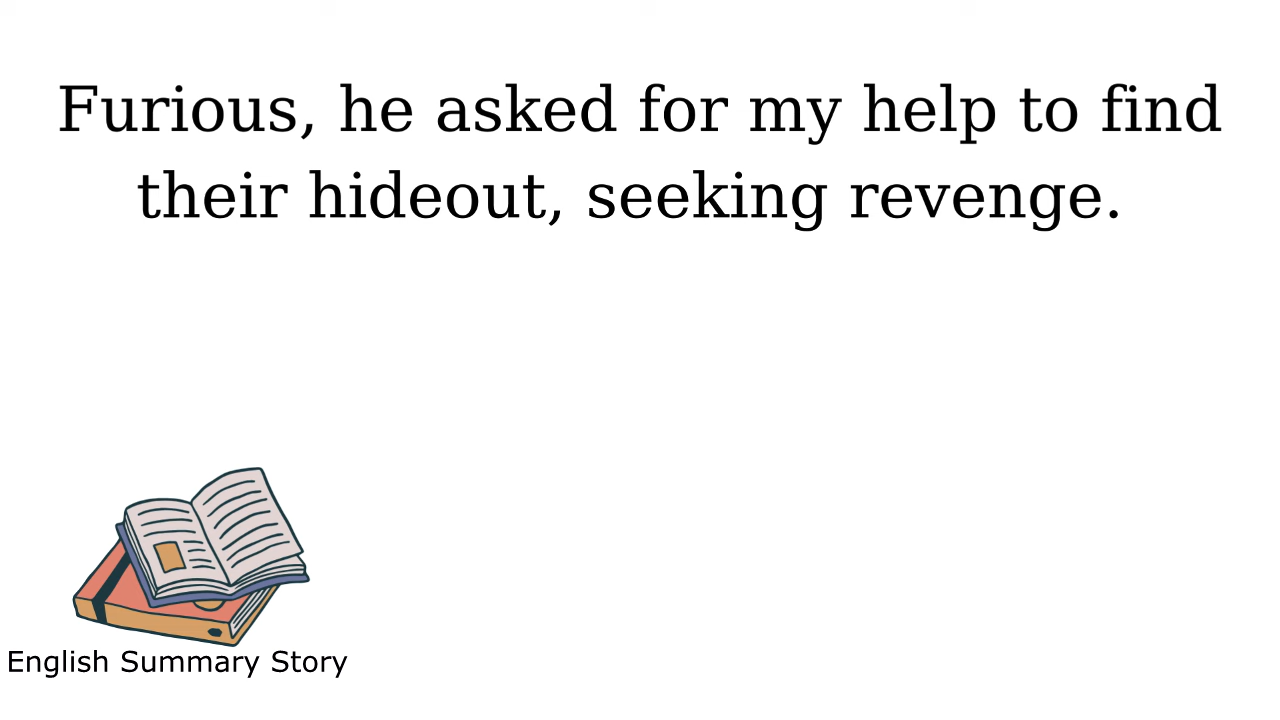 Furious, he asked for my help to find
their hideout, seeking revenge.
English Summary Story